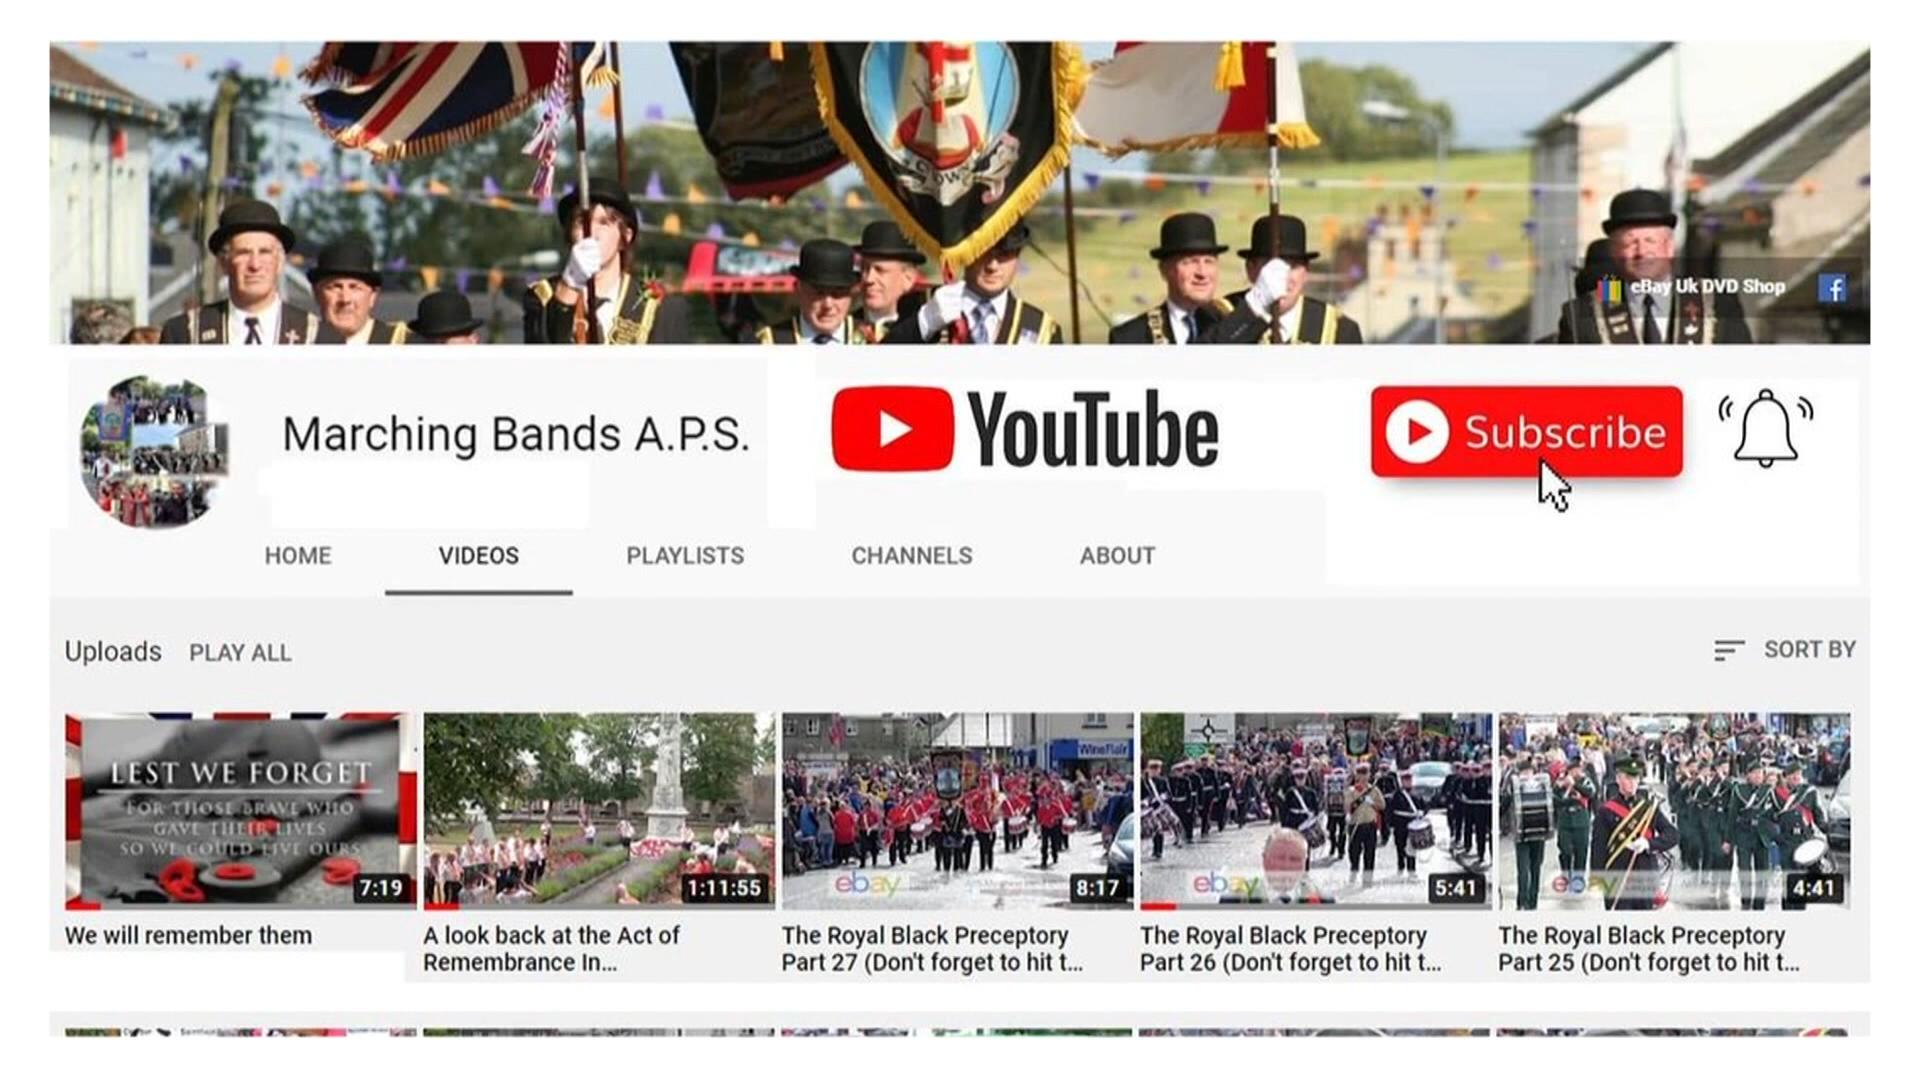 eBay Uk DVD Shop
Marching Bands A.P.S.
YouTube
Subscribe
HOME VIDEOS PLAYLISTS CHANNELS ABOUT
Uploads PLAY ALL
SORT BY
LEST WE FORGET
FOR THOSE BRAVE WHO
GAVE THEIR LIVES
SO WE COULD LIVE OURS
7:19
1:11:55
WineFlair
ebay
8:17
ebay
5:41
ebay
4:41
We will remember them
A look back at the Act of
Remembrance In...
The Royal Black Preceptory
Part 27 (Don't forget to hit t...
The Royal Black Preceptory
Part 26 (Don't forget to hit t...
The Royal Black Preceptory
Part 25 (Don't forget to hit t...